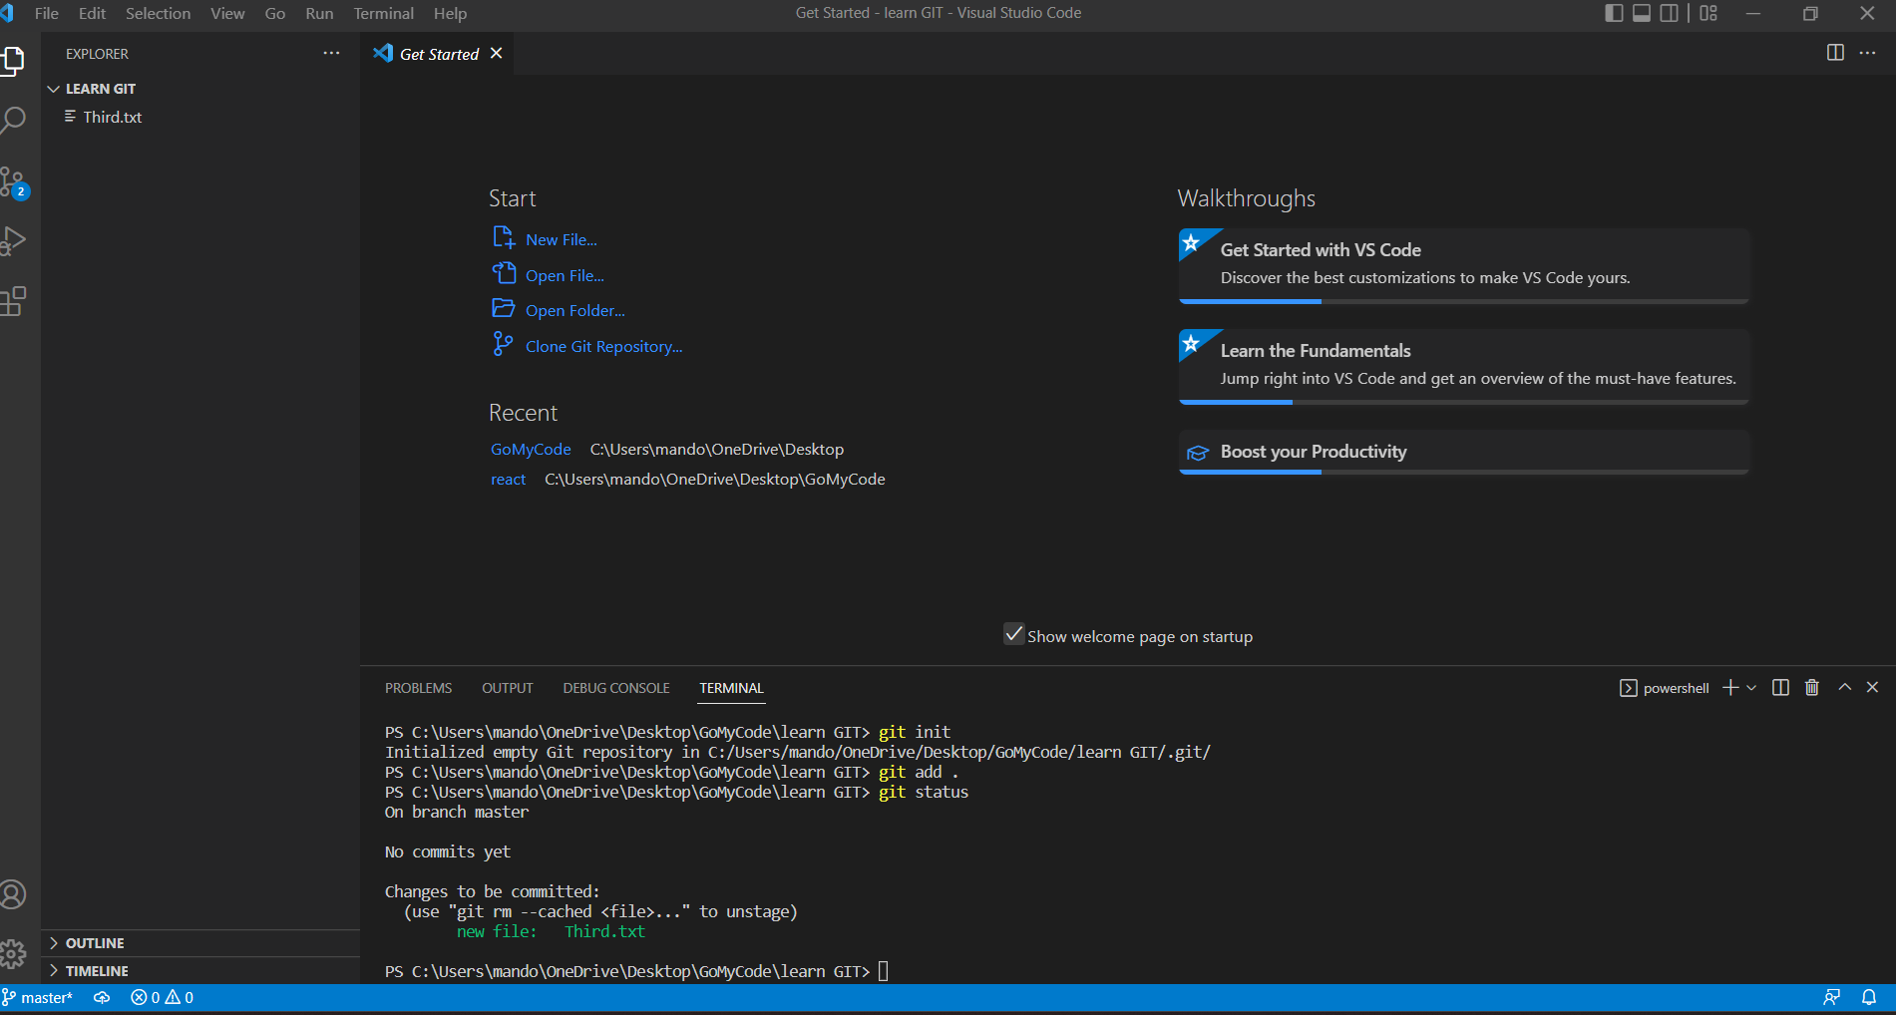 File Edit Selection View Go Run Terminal Help
Get Started - learn GIT - Visual Studio Code
EXPLORER
LEARN GIT
Third.txt
2
OUTLINE
TIMELINE
Get Started
Start
New File...
Open File...
Open Folder...
Clone Git Repository...
Recent
GoMyCode C:\Users\mando\OneDrive\Desktop
react C:\Users\mando\OneDrive\Desktop\GoMyCode
Walkthroughs
Get Started with VS Code
Discover the best customizations to make VS Code yours.
Learn the Fundamentals
Jump right into VS Code and get an overview of the must-have features.
Boost your Productivity
Show welcome page on startup
PROBLEMS OUTPUT DEBUG CONSOLE TERMINAL
powershell
PS C:\Users\mando\OneDrive\Desktop\GoMyCode\learn GIT> git init
Initialized empty Git repository in C:/Users/mando/OneDrive/Desktop/GoMyCode/learn GIT/.git/
PS C:\Users\mando\OneDrive\Desktop\GoMyCode\learn GIT> git add .
PS C:\Users\mando\OneDrive\Desktop\GoMyCode\learn GIT> git status
On branch master
No commits yet
Changes to be committed:
(use "git rm --cached <file>..." to unstage)
new file: Third.txt
PS C:\Users\mando\OneDrive\Desktop\GoMyCode\learn GIT>
master* 0 0